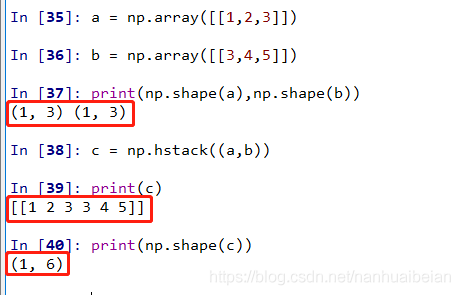 In [35]: a = np.array([[1,2,3]])
In [36]: b = np.array([[3,4,5]])
In [37]: print(np.shape(a),np.shape(b))
(1, 3) (1, 3)
In [38]: c = np.hstack((a,b))
In [39]: print(c)
[[1 2 3 3 4 5]]
In [40]: print(np.shape(c))
(1, 6)
https://blog.csdn.net/nanhuaibeian